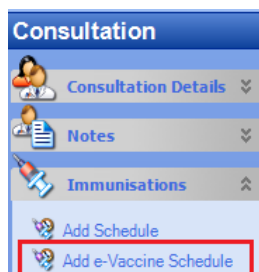 Consultation
Consultation Details
Notes
Immunisations
Add Schedule
Add e-Vaccine Schedule